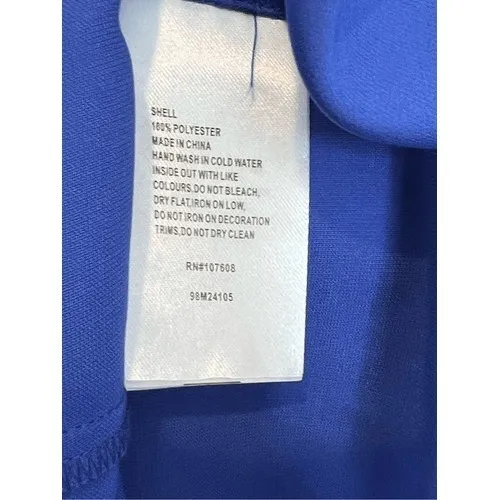 SHELL
100% POLYESTER
MADE IN CHINA
HAND WASH IN COLD WATER
INSIDE OUT WITH LIKE
COLOURS.DO NOT BLEACH,
DRY FLAT,IRON ON LOW,
DO NOT IRON ON DECORATION
TRIMS,DO NOT DRY CLEAN
RN#107608
98M24105